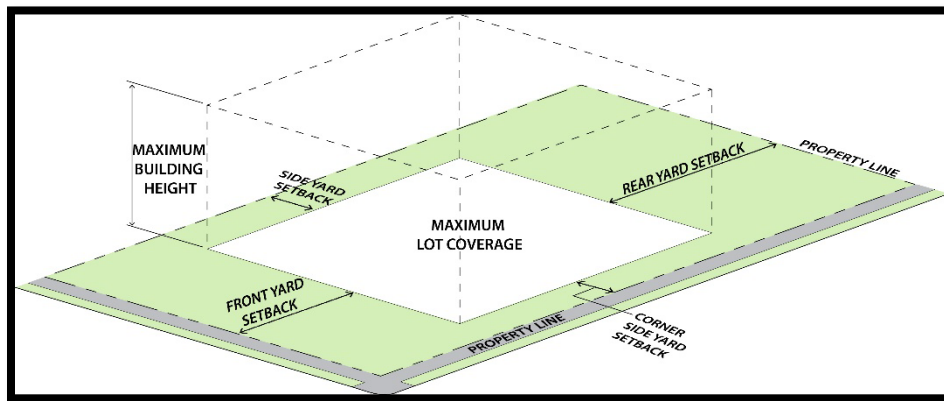 MAXIMUM
BUILDING
HEIGHT
SIDE YARD
SETBACK
PROPERTY LINE
REAR YARD SETBACK
MAXIMUM
LOT COVERAGE
FRONT YARD
SETBACK
PROPERTY LINE
CORNER
SIDE YARD
SETBACK